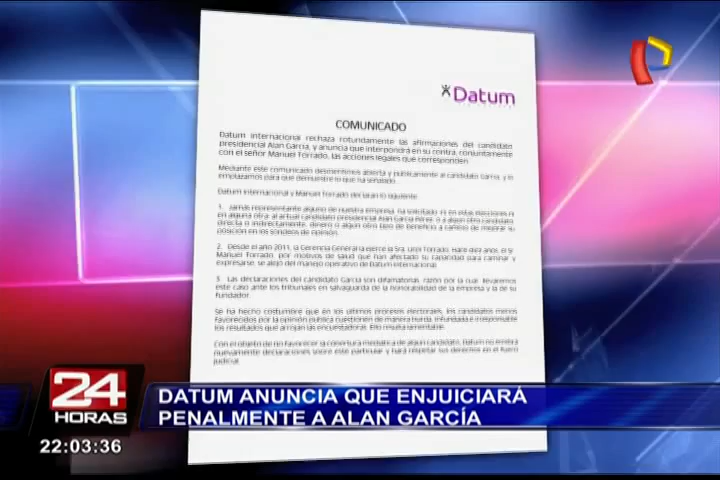 Datum
COMUNICADO
Datum internacional rechaza rotundamente las afirmaciones del candidato
presidencial Alan García, y anuncia que interpondrá en su contra, conjuntamente
con el señor Manuel Torrado, las acciones legales que corresponden.
Mediante este comunicado desmentimos abierta y públicamente al candidato García, y lo
emplazamos para que demuestre lo que ha señalado.
Datum Internacional y Manuel Torrado declaran lo siguiente
1. Jamás representante alguno de nuestra empresa, ha solicitado, ni en estas elecciones ni
en alguna otra, al actual candidato presidencial Alan García Pérez, o a algún otro candidato,
directa o indirectamente, dinero o algún otro tipo de beneficio a cambio de mejorar su
posición en los sondeos de opinión.
2. Desde el año 2011, la Gerencia General la ejerce la Sra. Urpi Torrado. Hace diez años, el Sr.
Manuel Torrado, por motivos de salud que han afectado su capacidad para caminar y
expresarse, se alejó del manejo operativo de Datum Internacional.
3. Las declaraciones del candidato García son difamatorias, razón por la cual, llevaremos
este caso ante los tribunales en salvaguarda de la honorabilidad de la empresa y la de su
fundador.
Se ha hecho costumbre que en los últimos procesos electorales, los candidatos menos
favorecidos por la opinión pública cuestionen de manera burda, infundada e irresponsable
los resultados que arrojan las encuestadoras. Ello resulta lamentable.
Con el objeto de no favorecer la cobertura mediática de algún candidato, Datum no emitirá
nuevamente declaraciones sobre este particular y hará respetar sus derechos en el fuero
judicial.
24
HORAS
DATUM ANUNCIA QUE ENJUICIARÁ
PENALMENTE A ALAN GARCÍA
22:03:36